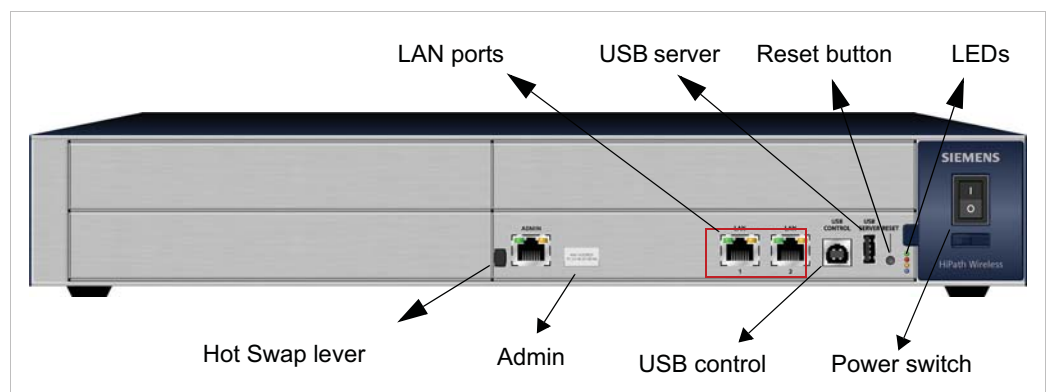 LAN ports
USB server
Reset button
LEDs
SIEMENS
I
O
ADMIN
LAN
LAN
USB CONTROL
USB SERVER
RESET
1
2
HiPath Wireless
Hot Swap lever
Admin
USB control
Power switch